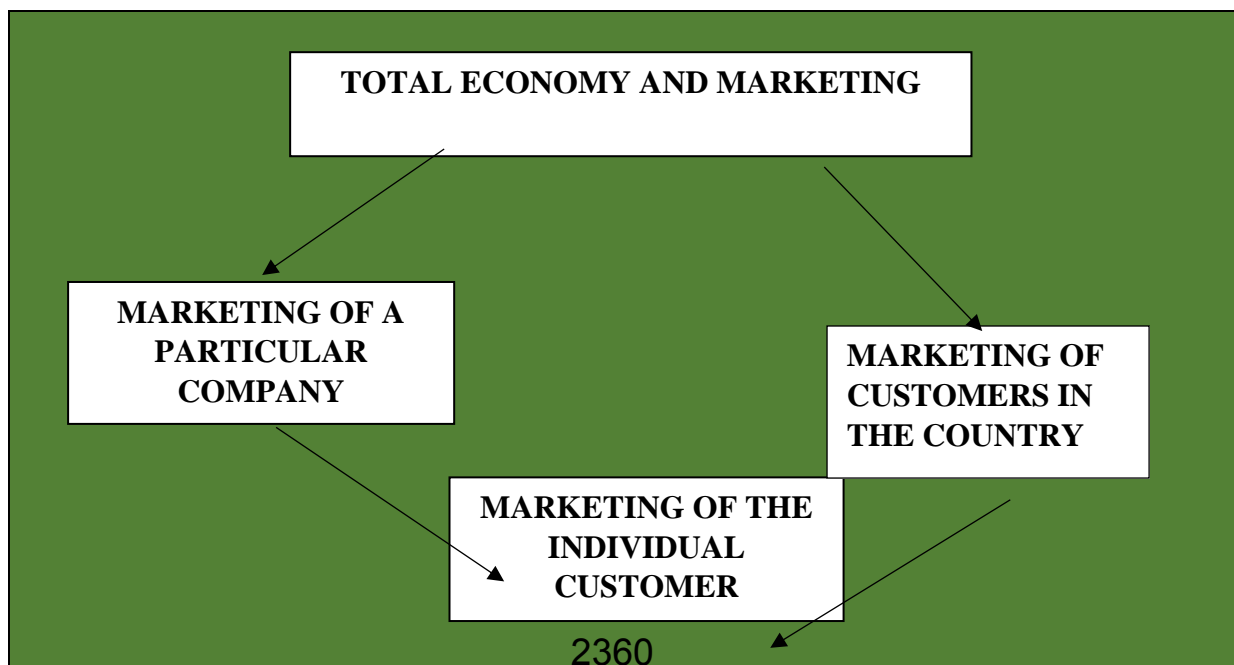 TOTAL ECONOMY AND MARKETING
MARKETING OF A
PARTICULAR
COMPANY
MARKETING OF
CUSTOMERS IN
THE COUNTRY
MARKETING OF THE
INDIVIDUAL
CUSTOMER
2360